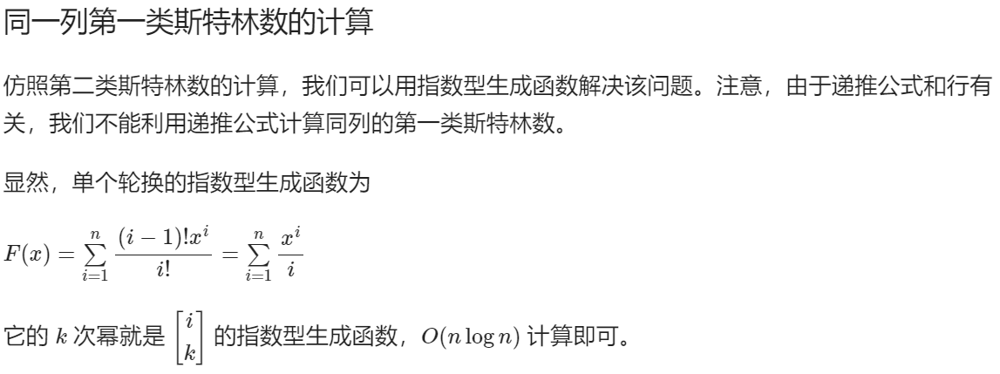 同一列第一类斯特林数的计算
仿照第二类斯特林数的计算，我们可以用指数型生成函数解决该问题。注意，由于递推公式和行有
关，我们不能利用递推公式计算同列的第一类斯特林数。
显然，单个轮换的指数型生成函数为
$F(x) = \sum_{i=1}^{n} \frac{(i-1)!x^i}{i!} = \sum_{i=1}^{n} \frac{x^i}{i}$
它的 $k$ 次幂就是 $\begin{bmatrix} i \\ k \end{bmatrix}$ 的指数型生成函数，$O(n \log n)$ 计算即可。